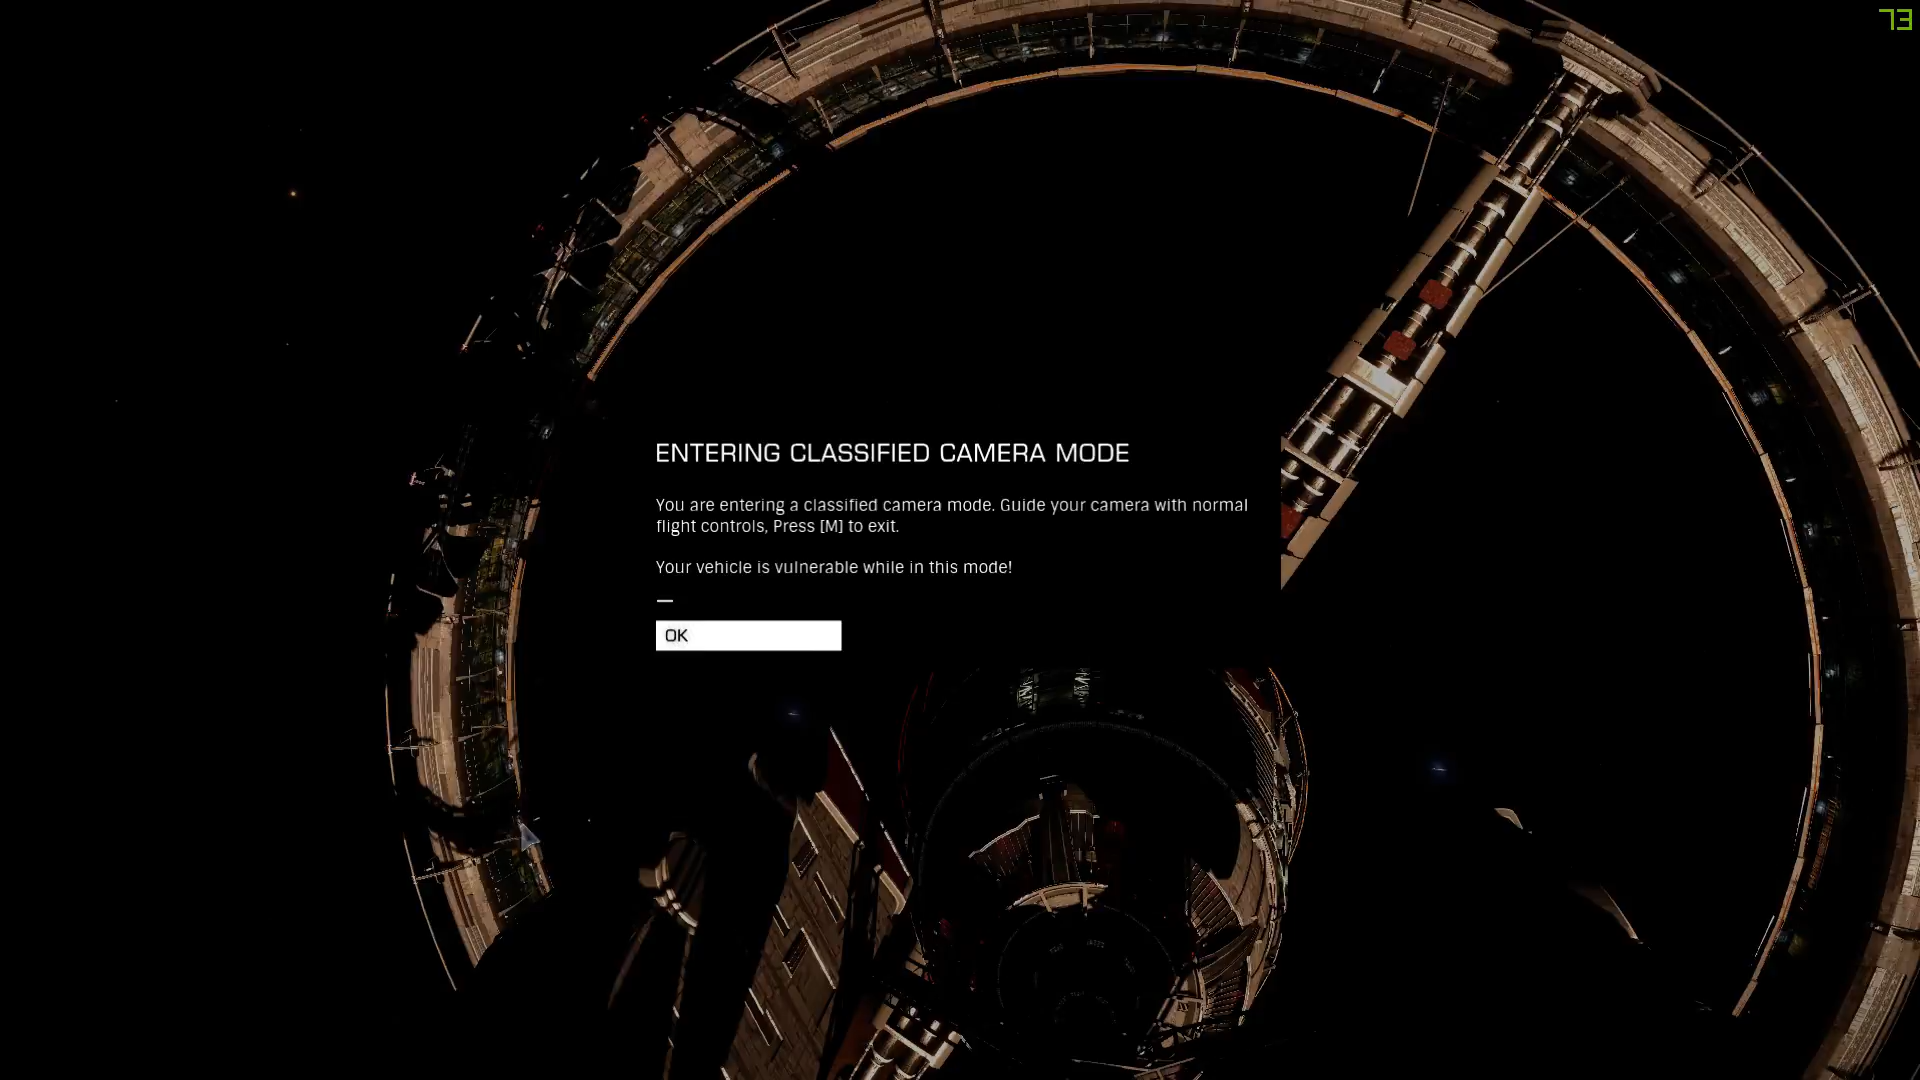 73
ENTERING CLASSIFIED CAMERA MODE
You are entering a classified camera mode. Guide your camera with normal
flight controls, Press [M] to exit.
Your vehicle is vulnerable while in this mode!
OK